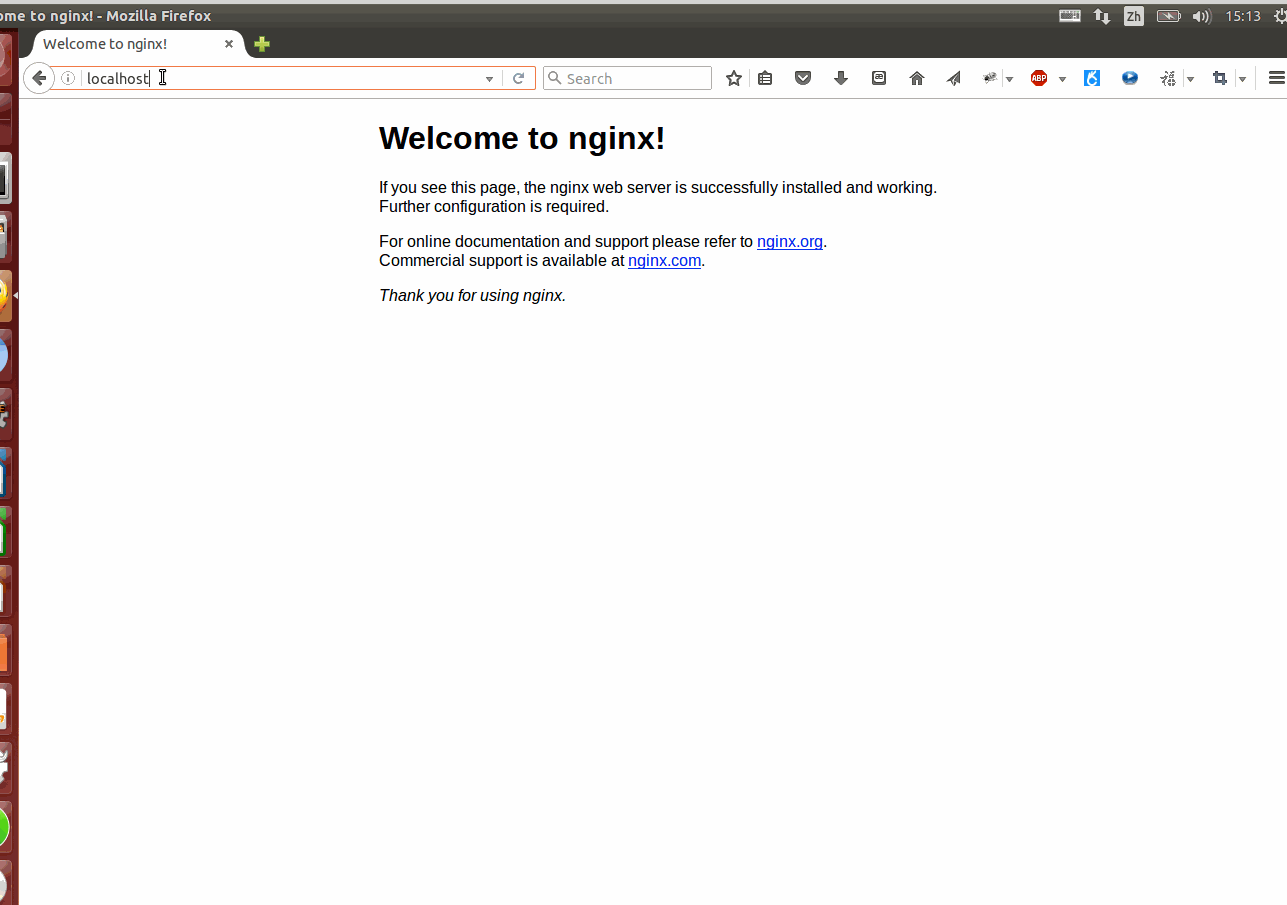 ome to nginx! - Mozilla Firefox
Zh
15:13
Welcome to nginx!
localhost
Search
ABP
Welcome to nginx!
If you see this page, the nginx web server is successfully installed and working.
Further configuration is required.
For online documentation and support please refer to nginx.org.
Commercial support is available at nginx.com.
Thank you for using nginx.